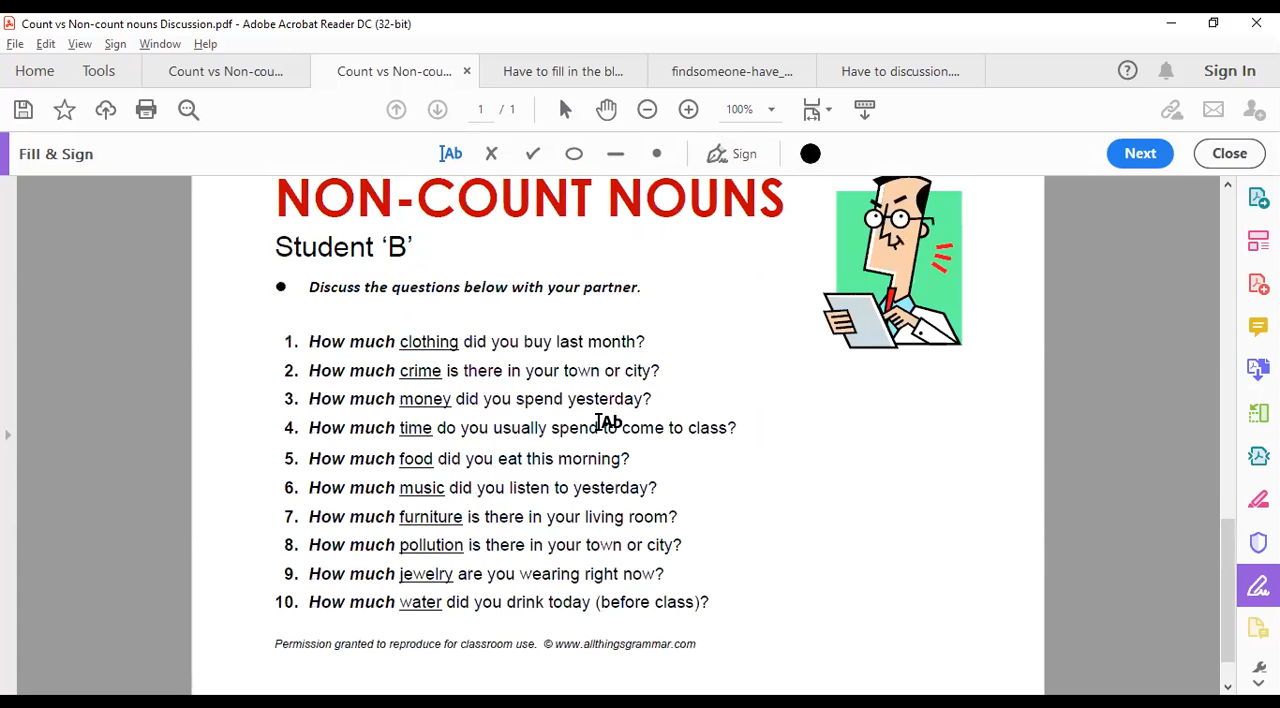 Count vs Non-count nouns Discussion.pdf - Adobe Acrobat Reader DC (32-bit)
File Edit View Sign Window Help
Home Tools Count vs Non-cou... Count vs Non-cou... × Have to fill in the bl... findsomeone-have_... Have to discussion.... Sign In
1 / 1 100%
Fill & Sign Ab Sign Next Close
NON-COUNT NOUNS
Student ‘B’
● Discuss the questions below with your partner.
1. How much clothing did you buy last month?
2. How much crime is there in your town or city?
3. How much money did you spend yesterday?
Ab
4. How much time do you usually spend to come to class?
5. How much food did you eat this morning?
6. How much music did you listen to yesterday?
7. How much furniture is there in your living room?
8. How much pollution is there in your town or city?
9. How much jewelry are you wearing right now?
10. How much water did you drink today (before class)?
Permission granted to reproduce for classroom use. © www.allthingsgrammar.com